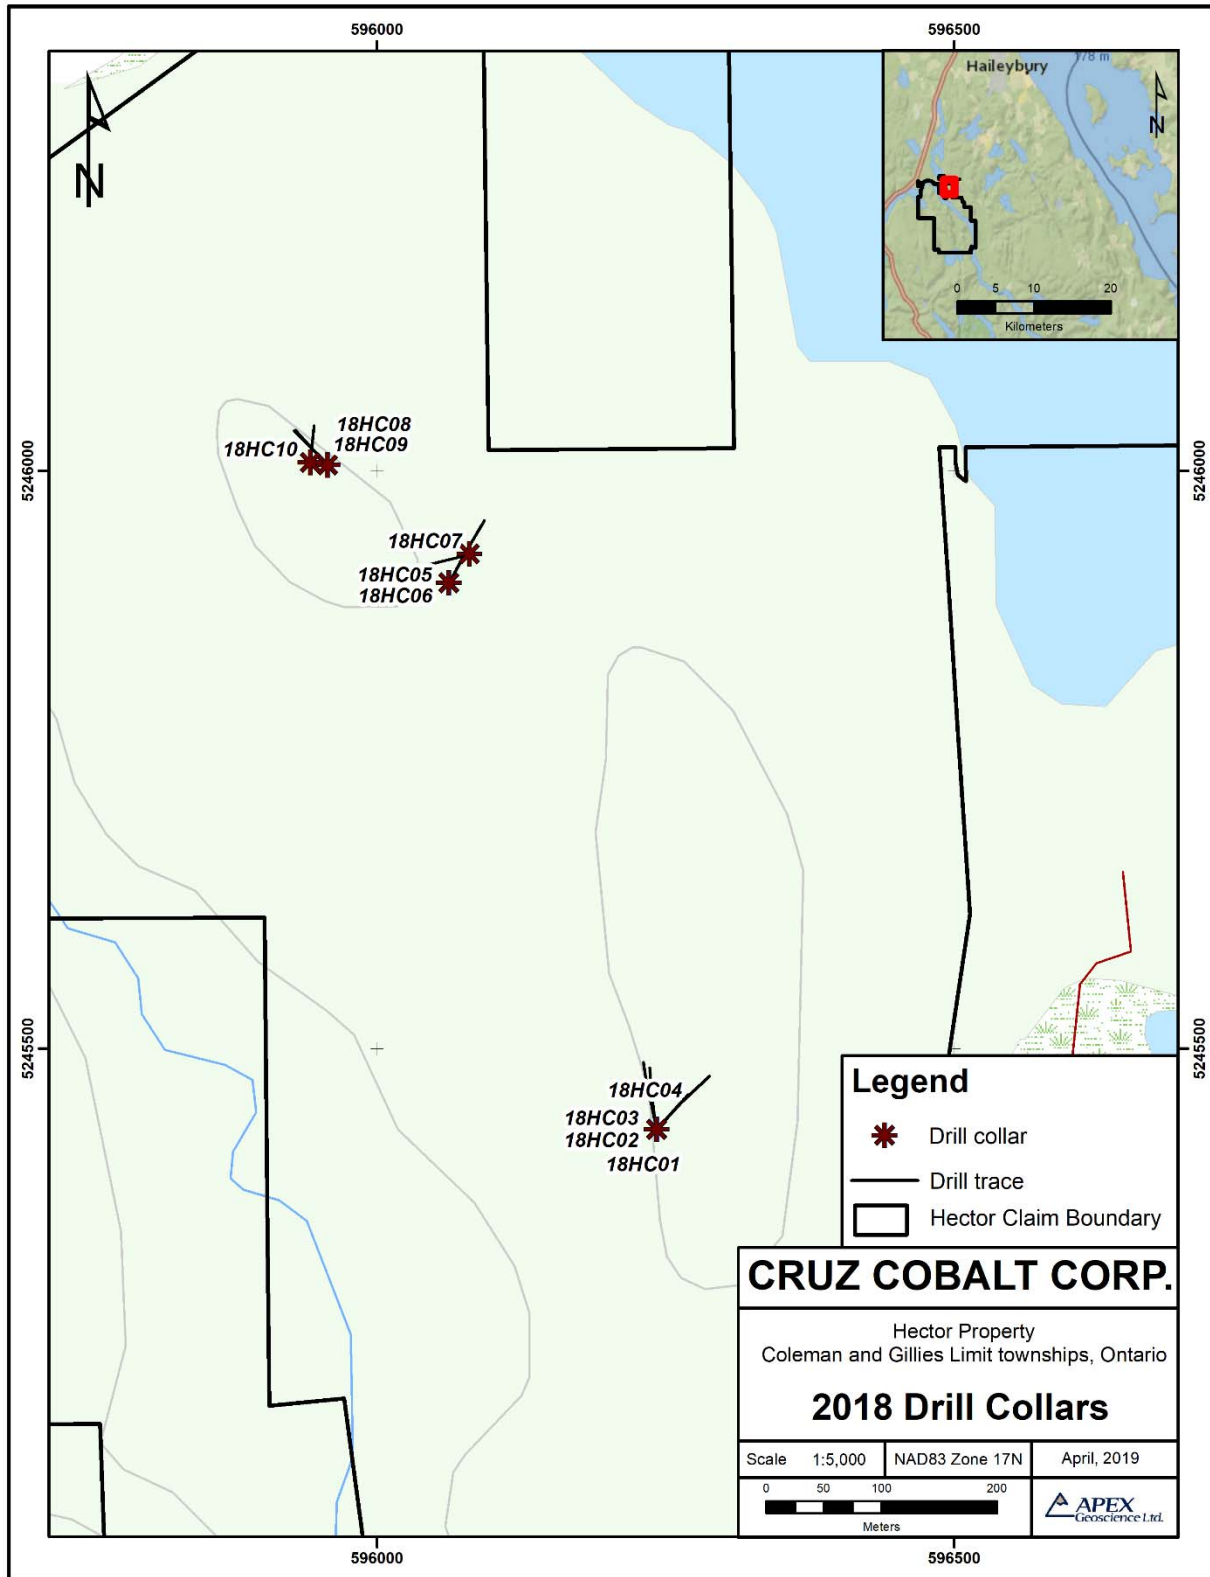 596000
596500
Haileybury
178 m
N
N
0 5 10 20
Kilometers
5246000
5246000
18HC08
18HC09
18HC10
18HC07
18HC05
18HC06
5245500
5245500
18HC04
18HC03
18HC02
18HC01
Legend
Drill collar
Drill trace
Hector Claim Boundary
CRUZ COBALT CORP.
Hector Property
Coleman and Gillies Limit townships, Ontario
2018 Drill Collars
Scale 1:5,000 NAD83 Zone 17N April, 2019
0 50 100 200
Meters
APEX
Geoscience Ltd.
596000
596500